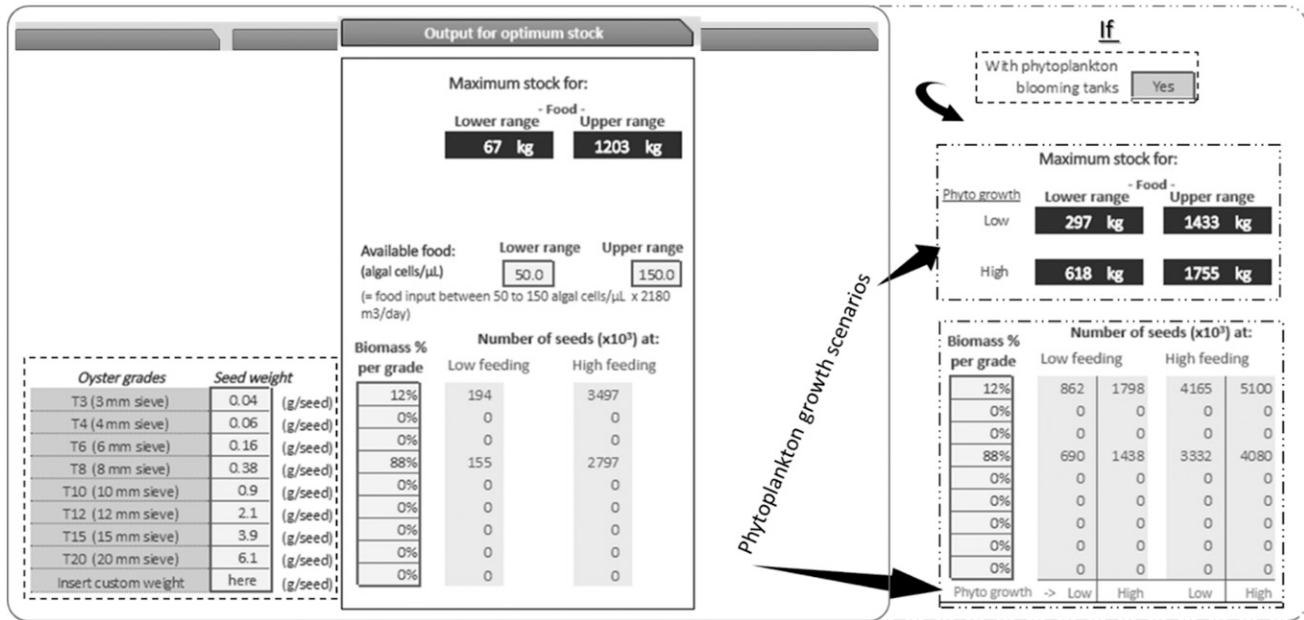 Output for optimum stock
Maximum stock for:
- Food -
Lower range Upper range
67 kg 1203 kg
Available food: Lower range Upper range
(algal cells/µL) 50.0 150.0
(= food input between 50 to 150 algal cells/µL x 2180
m3/day)
Biomass % Number of seeds (x10³) at:
per grade Low feeding High feeding
12% 194 3497
0% 0 0
0% 0 0
88% 155 2797
0% 0 0
0% 0 0
0% 0 0
0% 0 0
0% 0 0
Oyster grades Seed weight
T3 (3 mm sieve) 0.04 (g/seed)
T4 (4 mm sieve) 0.06 (g/seed)
T6 (6 mm sieve) 0.16 (g/seed)
T8 (8 mm sieve) 0.38 (g/seed)
T10 (10 mm sieve) 0.9 (g/seed)
T12 (12 mm sieve) 2.1 (g/seed)
T15 (15 mm sieve) 3.9 (g/seed)
T20 (20 mm sieve) 6.1 (g/seed)
Insert custom weight here (g/seed)
Phytoplankton growth scenarios
If
With phytoplankton
blooming tanks Yes
Maximum stock for:
- Food -
Phyto growth Lower range Upper range
Low 297 kg 1433 kg
High 618 kg 1755 kg
Biomass % Number of seeds (x10³) at:
per grade Low feeding High feeding
12% 862 1798 4165 5100
0% 0 0 0 0
0% 0 0 0 0
88% 690 1438 3332 4080
0% 0 0 0 0
0% 0 0 0 0
0% 0 0 0 0
0% 0 0 0 0
0% 0 0 0 0
Phyto growth -> Low High Low High